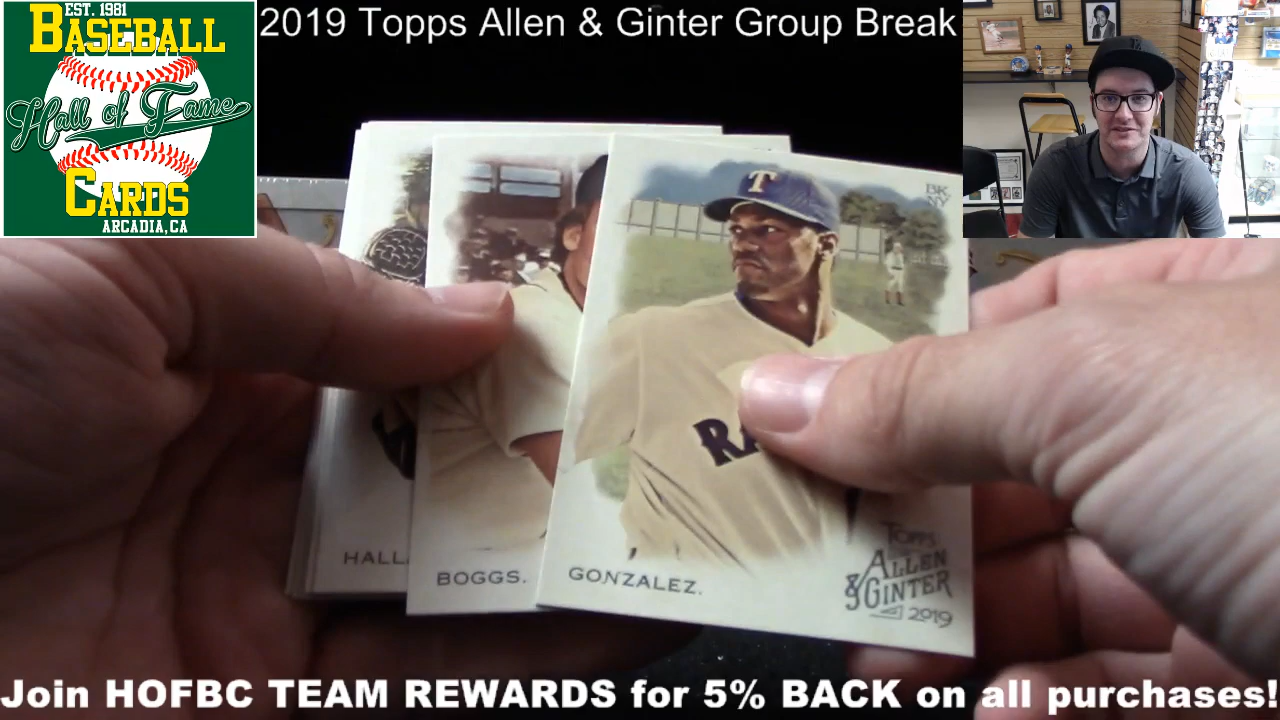 EST. 1981
BASEBALL
Hall of Fame
CARDS
ARCADIA, CA
2019 Topps Allen & Ginter Group Break
T
BK
NY
RA
HALL
BOGGS.
GONZALEZ.
TOPPS
ALLEN
& GINTER
2019
Join HOFBC TEAM REWARDS for 5% BACK on all purchases!